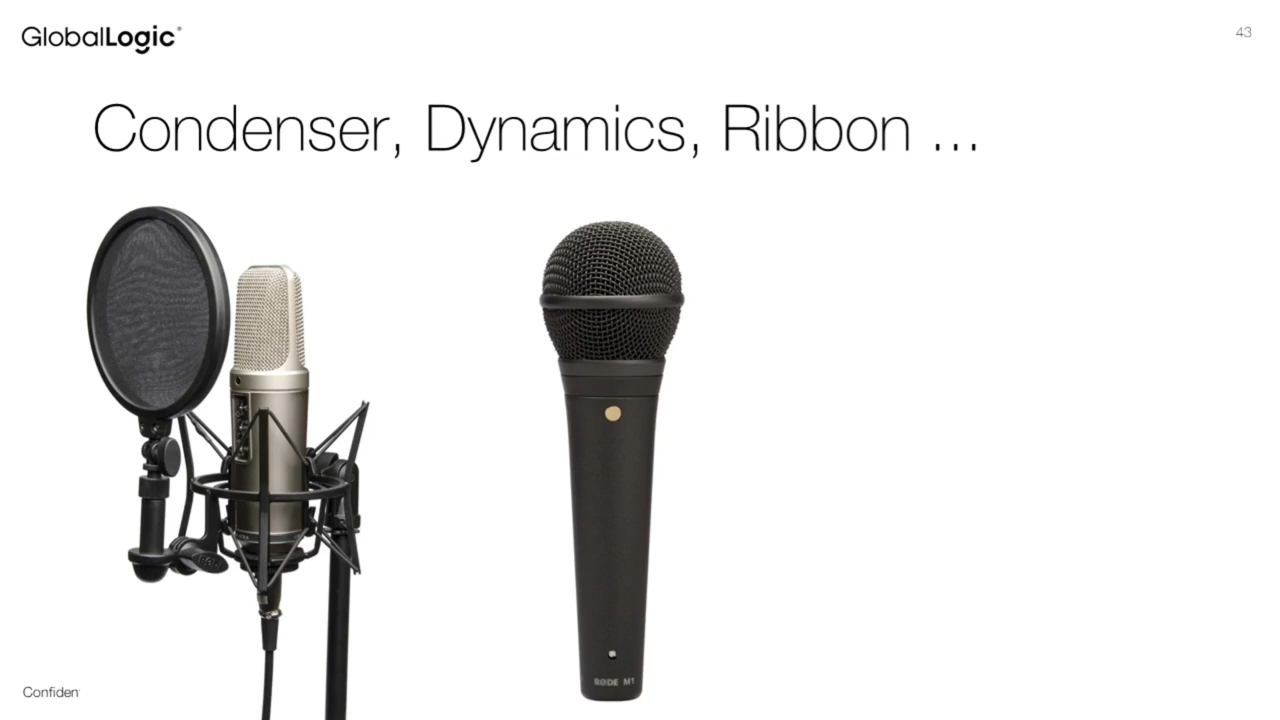 GlobalLogic
43
Condenser, Dynamics, Ribbon ...
RØDE M1
Confiden